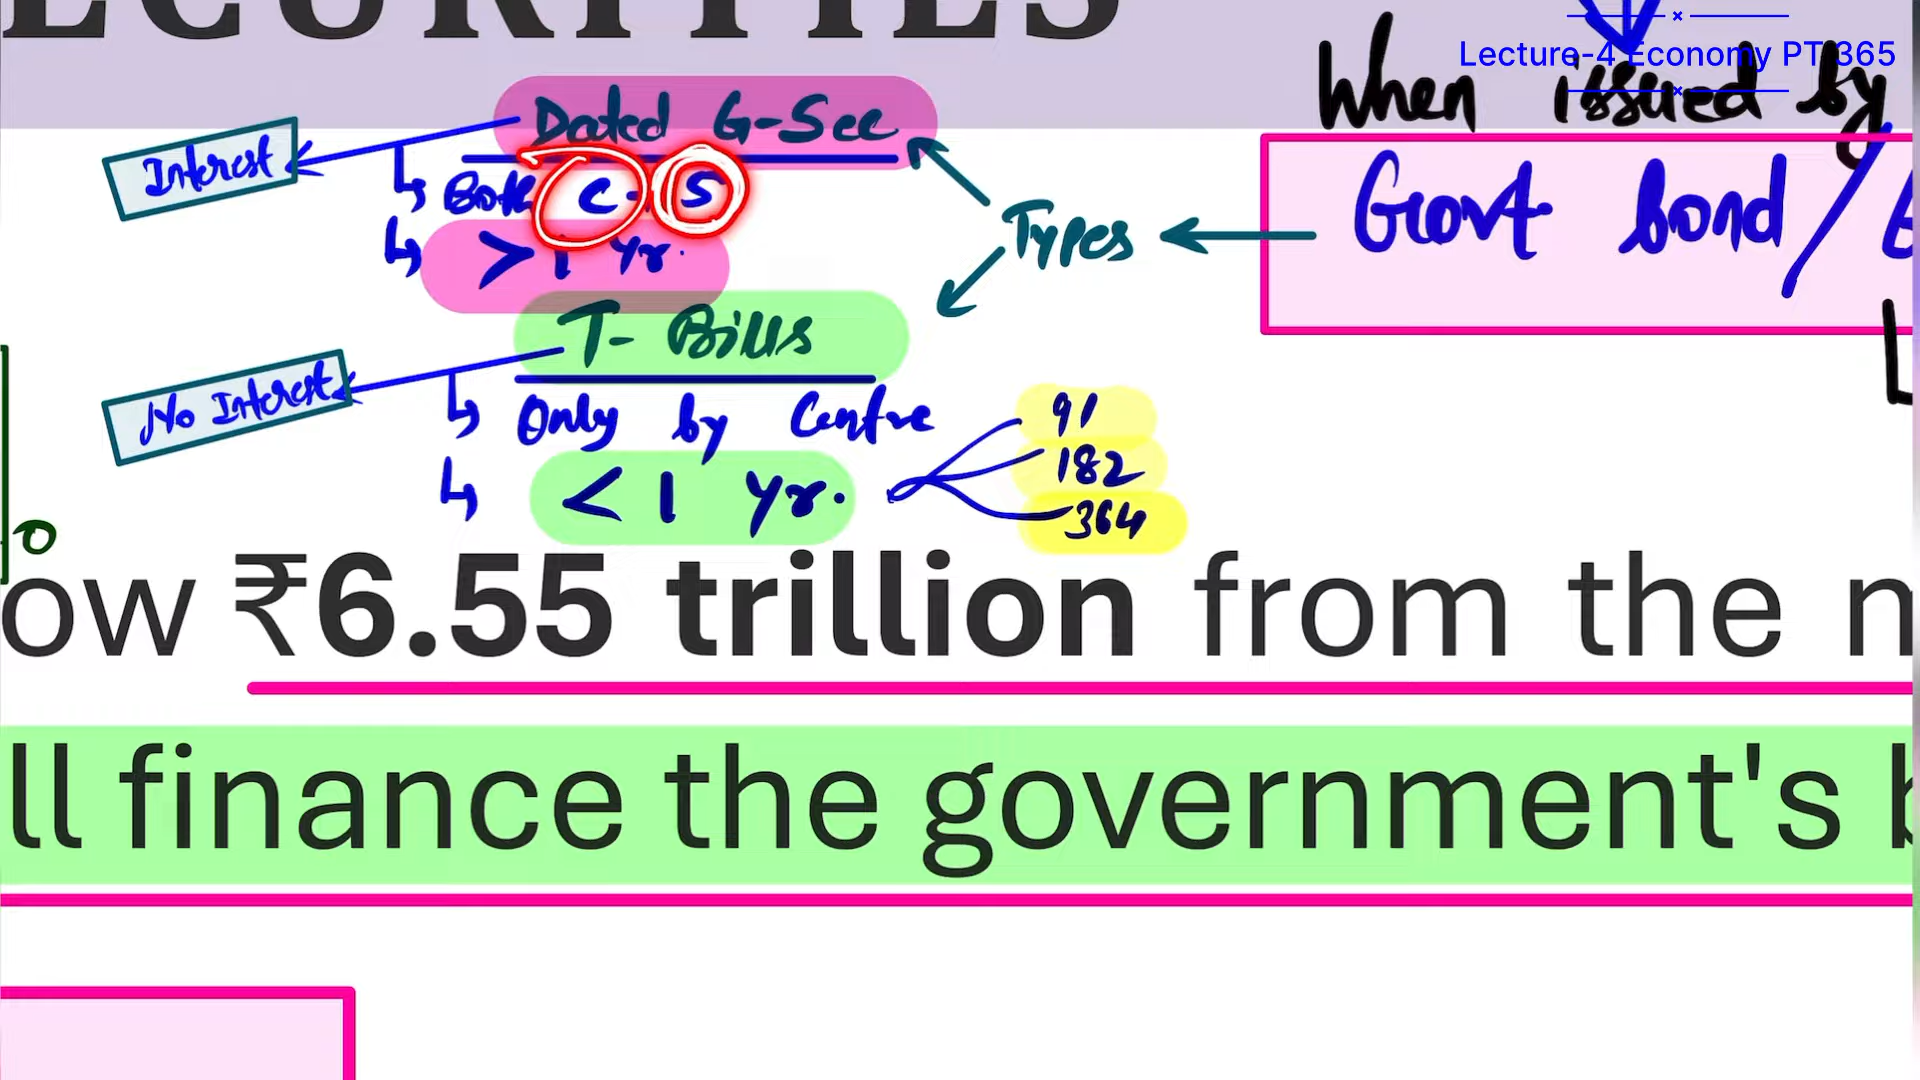 ECURITIES
Lecture-4 Economy PT 365
When issued by
Dated G-Sec
Interest
Both C. S
> 1 Yr.
Types
Govt bond/
T- Bills
No Interest
Only by Centre
< 1 Yr.
91
182
364
ow ₹6.55 trillion from the
ll finance the government's